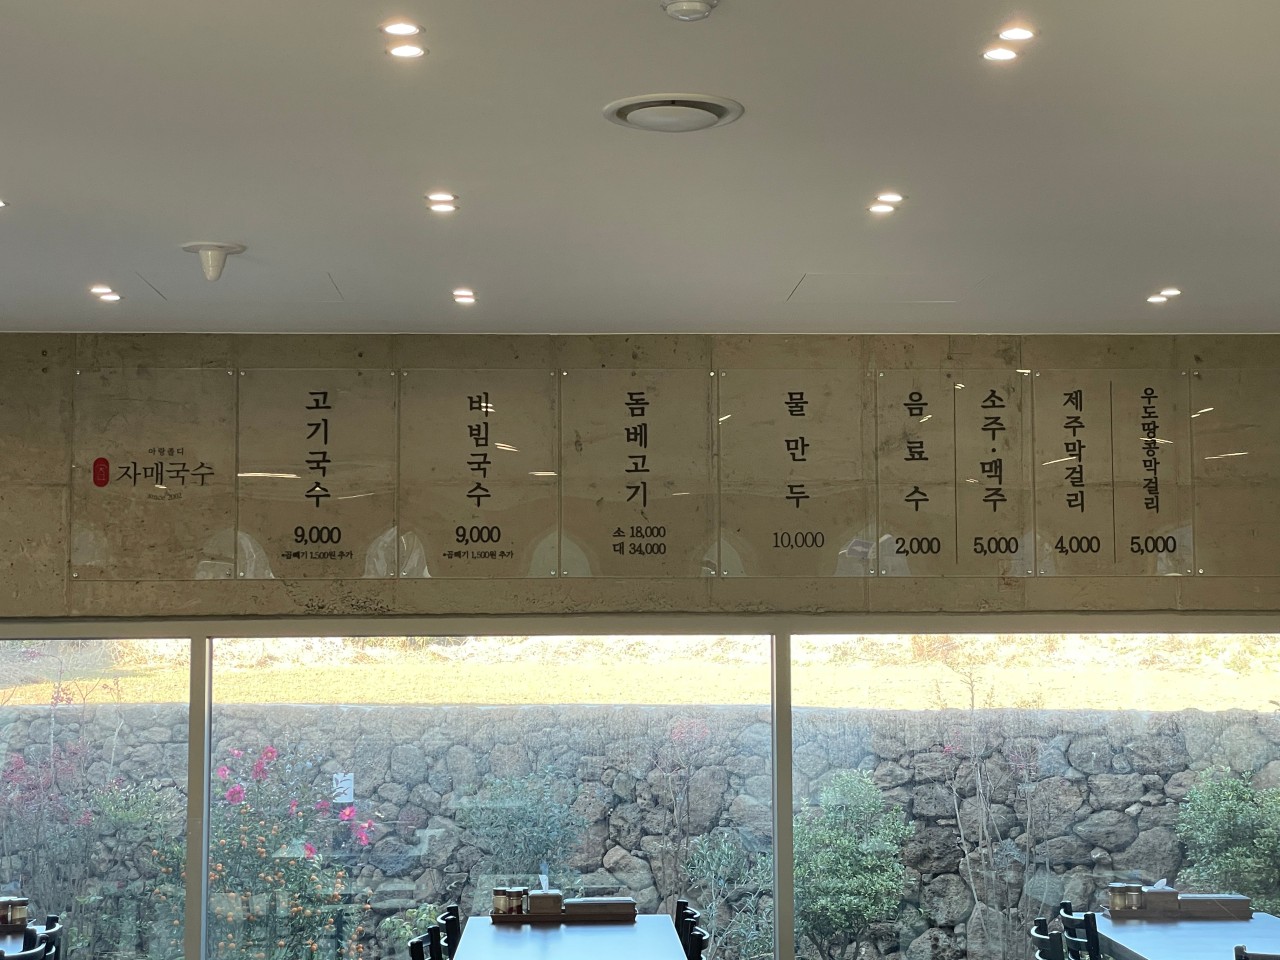 아랑졸디
자매국수
SINCE 2002
고기국수
9,000
*곱빼기 1,500원 추가
비빔국수
9,000
*곱빼기 1,500원 추가
돔베고기
소 18,000
대 34,000
물만두
10,000
음료수
2,000
소주·맥주
5,000
제주막걸리
4,000
우도땅콩막걸리
5,000